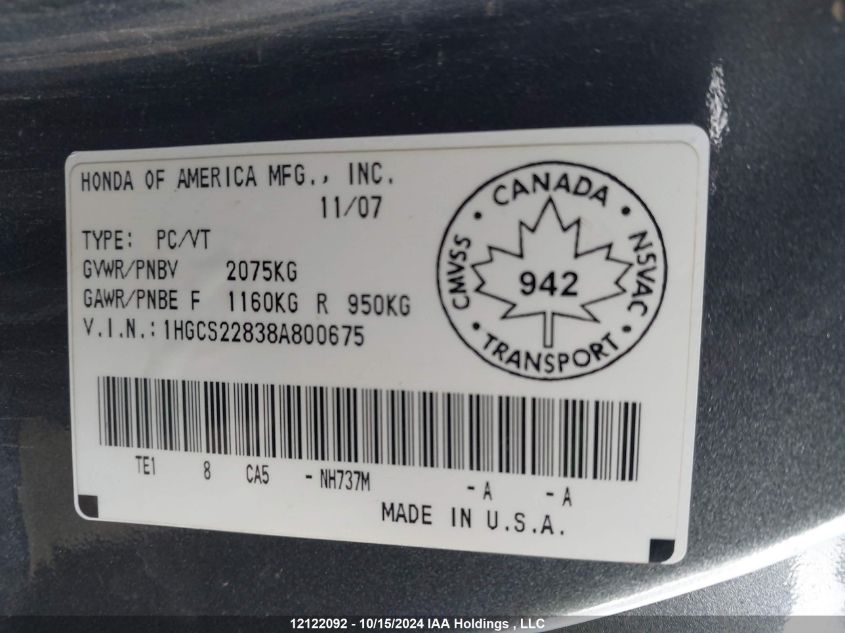 HONDA OF AMERICA MFG., INC.
11/07
TYPE: PC/VT
GVWR/PNBV 2075KG
GAWR/PNBE F 1160KG R 950KG
V.I.N.:1HGCS22838A800675
CANADA
CMVSS
NSVAC
942
TRANSPORT
TE1 8 CA5 -NH737M -A -A
MADE IN U.S.A.
12122092 - 10/15/2024 IAA Holdings , LLC